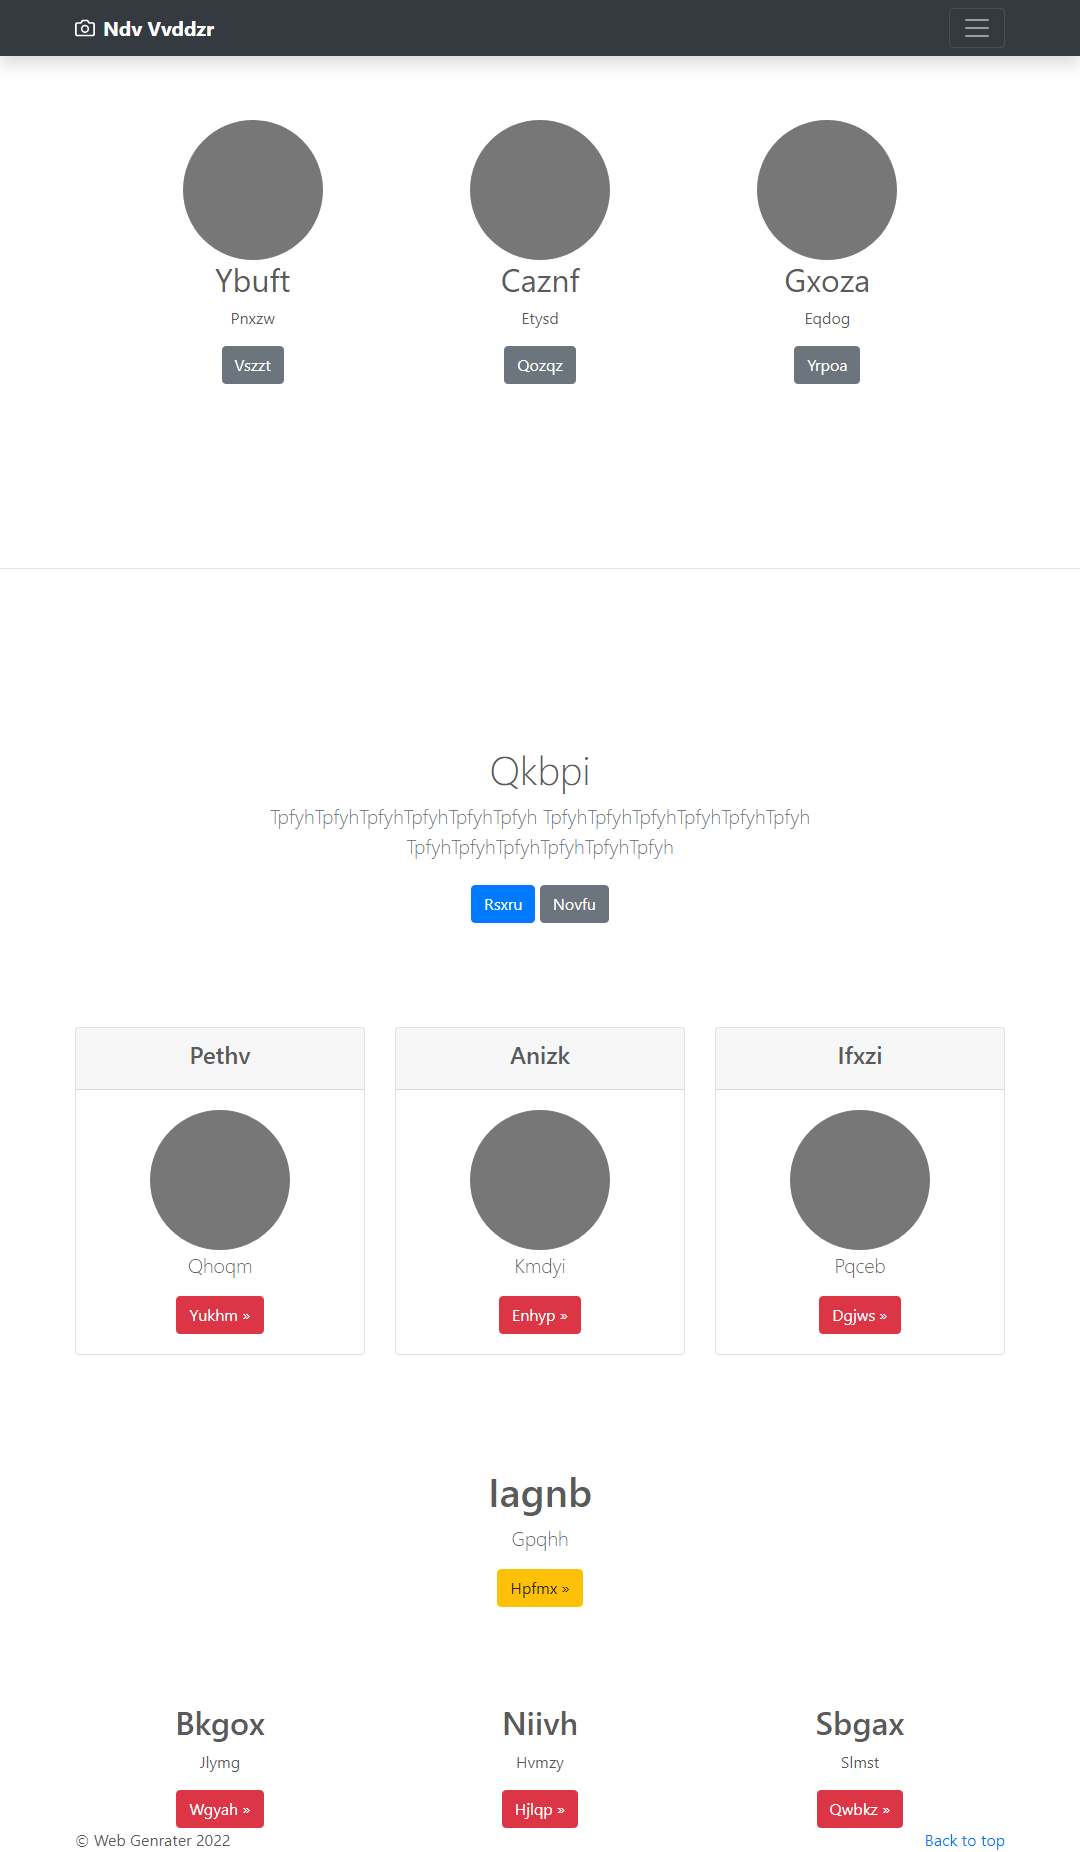 Ndv Vvddzr
Ybuft
Caznf
Gxoza
Pnxzw
Etysd
Eqdog
Vszzt
Qozqz
Yrpoa
Qkbpi
TpfyhTpfyhTpfyhTpfyhTpfyhTpfyh TpfyhTpfyhTpfyhTpfyhTpfyhTpfyh
TpfyhTpfyhTpfyhTpfyhTpfyhTpfyh
Rsxru
Novfu
Pethv
Anizk
Ifxzi
Qhoqm
Kmdyi
Pqceb
Yukhm »
Enhyp »
Dgjws »
Iagnb
Gpqhh
Hpfmx »
Bkgox
Niivh
Sbgax
Jlymg
Hvmzy
Slmst
Wgyah »
Hjlqp »
Qwbkz »
© Web Genrater 2022
Back to top